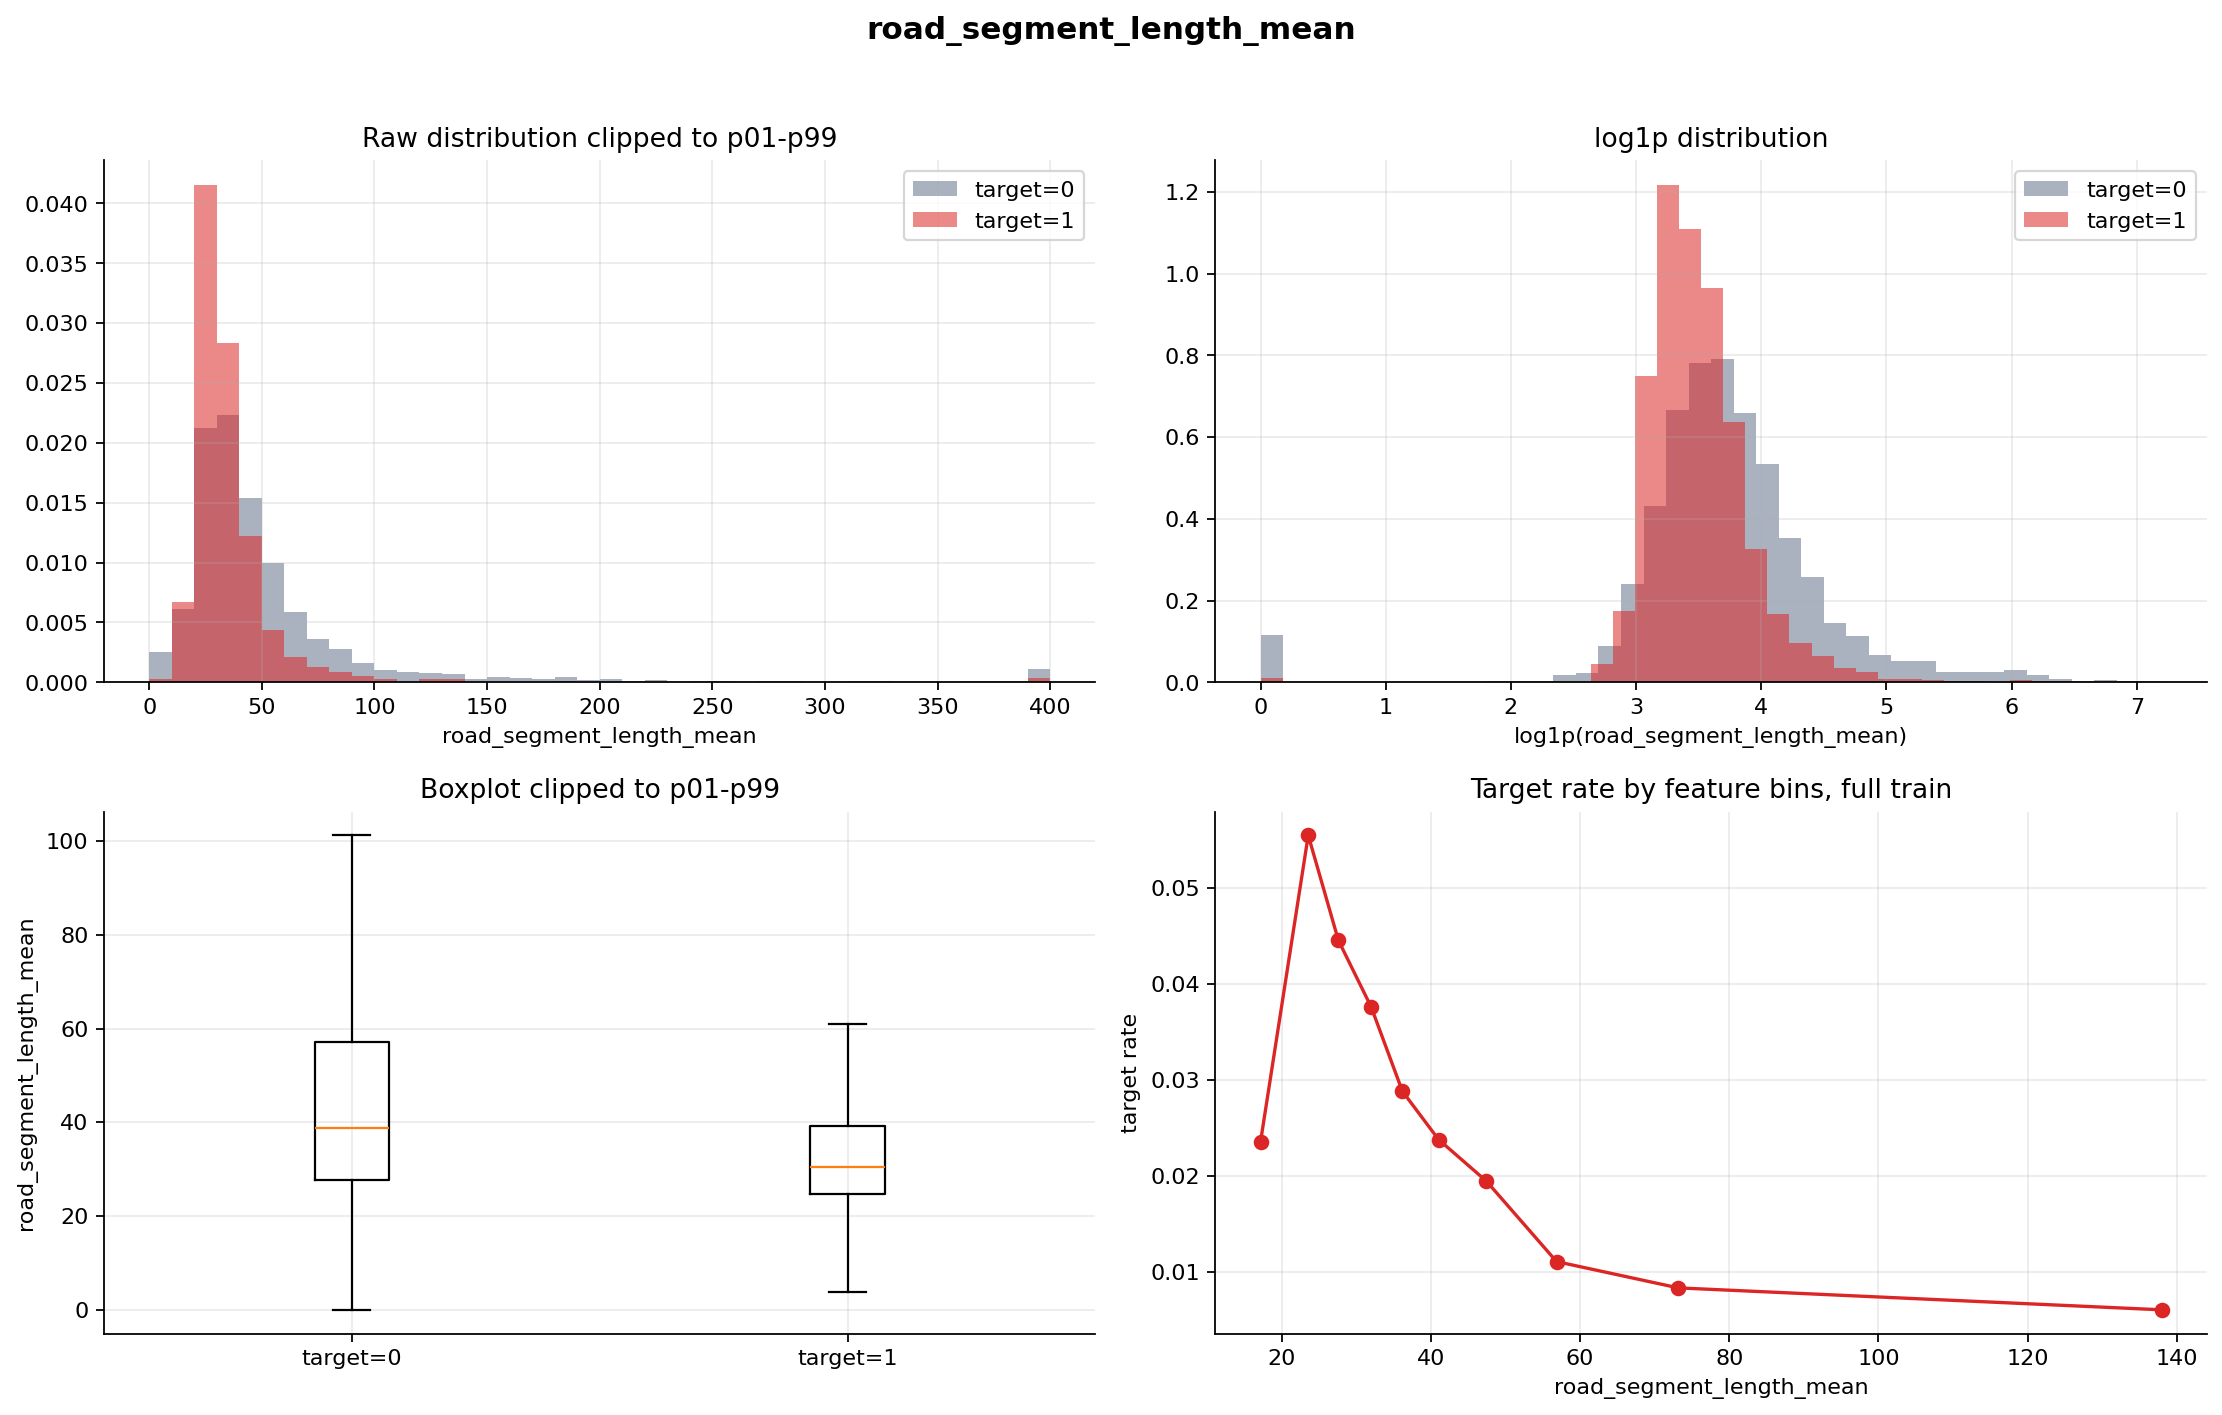 road_segment_length_mean
Raw distribution clipped to p01-p99
0.040
0.035
0.030
0.025
0.020
0.015
0.010
0.005
0.000
target=0
target=1
0 50 100 150 200 250 300 350 400
road_segment_length_mean
log1p distribution
1.2
1.0
0.8
0.6
0.4
0.2
0.0
target=0
target=1
0 1 2 3 4 5 6 7
log1p(road_segment_length_mean)
Boxplot clipped to p01-p99
road_segment_length_mean
100
80
60
40
20
0
target=0 target=1
Target rate by feature bins, full train
target rate
0.05
0.04
0.03
0.02
0.01
20 40 60 80 100 120 140
road_segment_length_mean